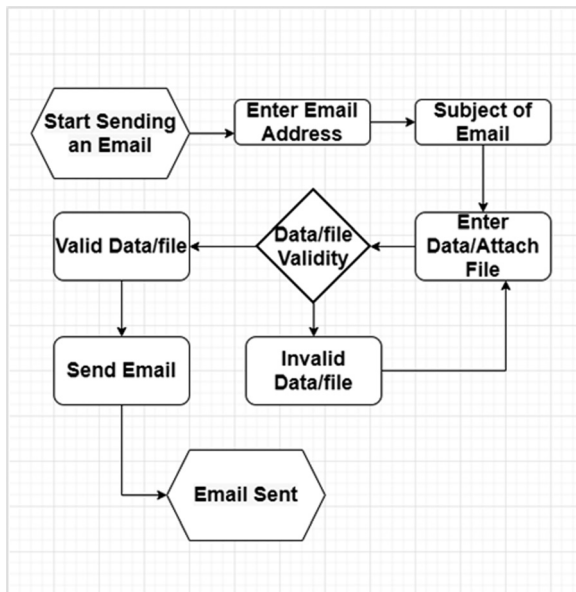 Start Sending
an Email
Enter Email
Address
Subject of
Email
Enter
Data/Attach
File
Data/file
Validity
Valid Data/file
Invalid
Data/file
Send Email
Email Sent